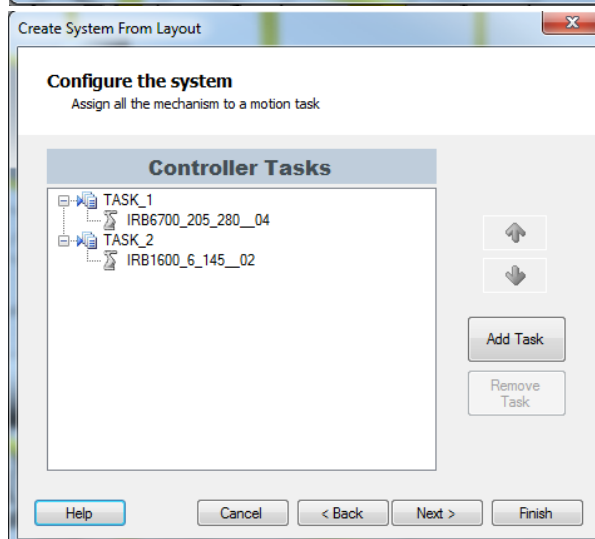 Create System From Layout
x
Configure the system
Assign all the mechanism to a motion task
Controller Tasks
TASK_1
IRB6700_205_280__04
TASK_2
IRB1600_6_145__02
Add Task
Remove
Task
Help
Cancel
< Back
Next >
Finish